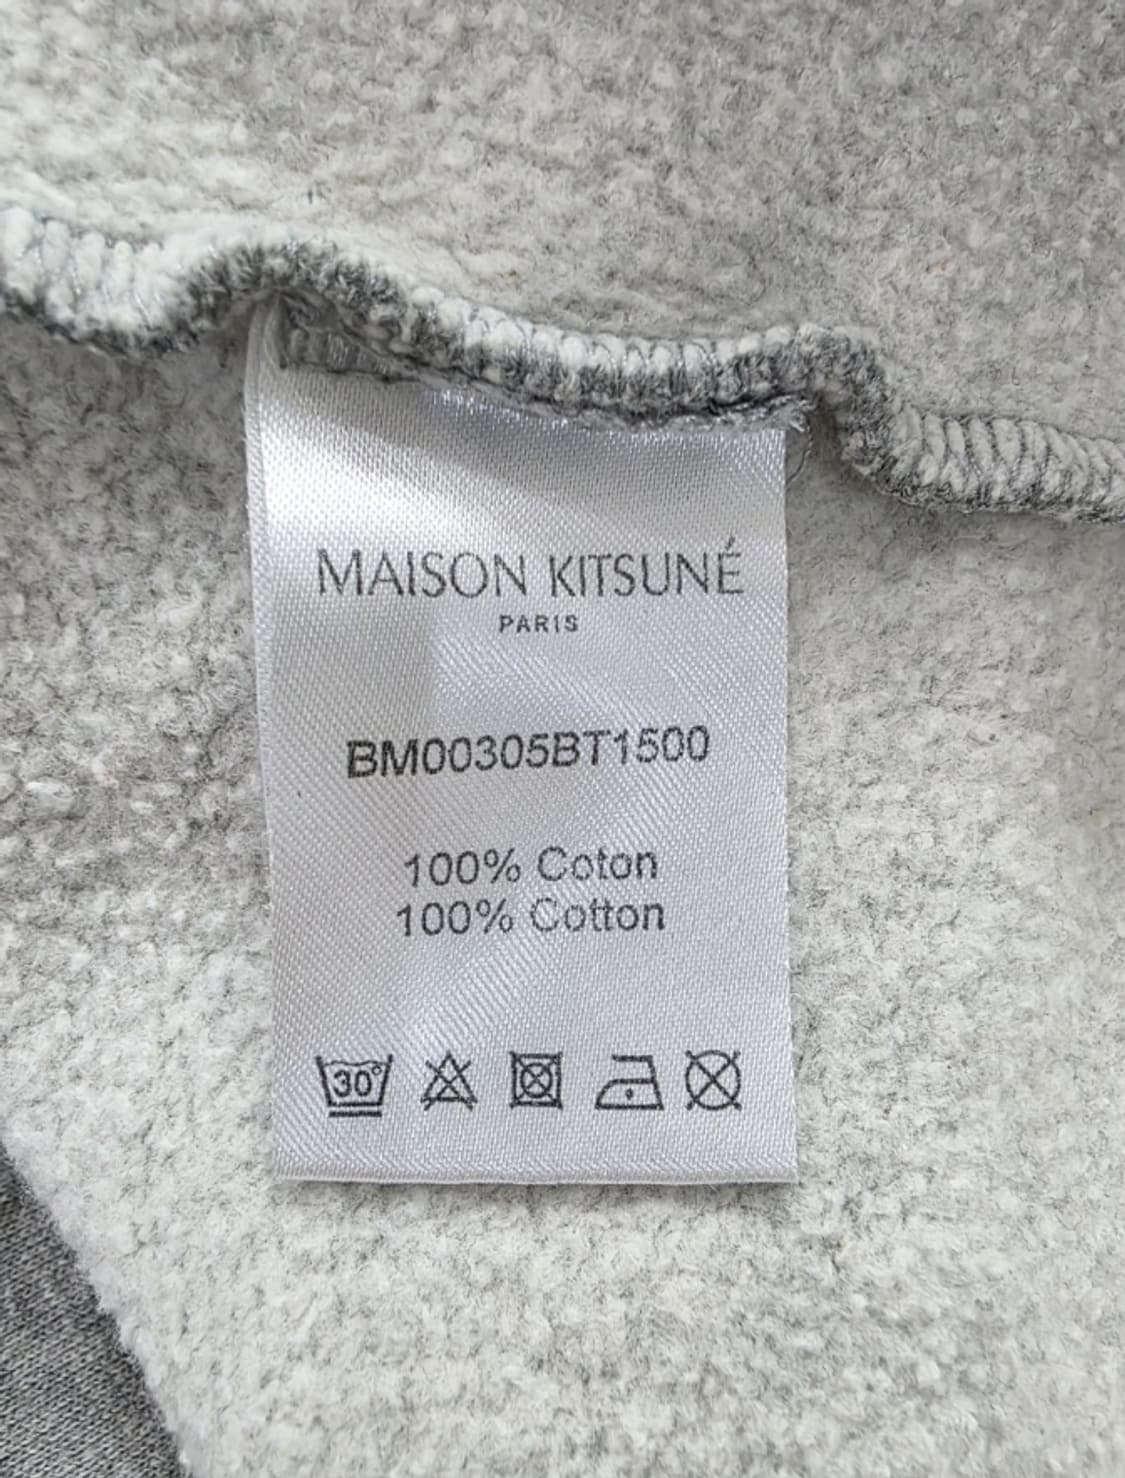 MAISON KITSUNÉ
PARIS
BM00305BT1500
100% Coton
100% Cotton
30°